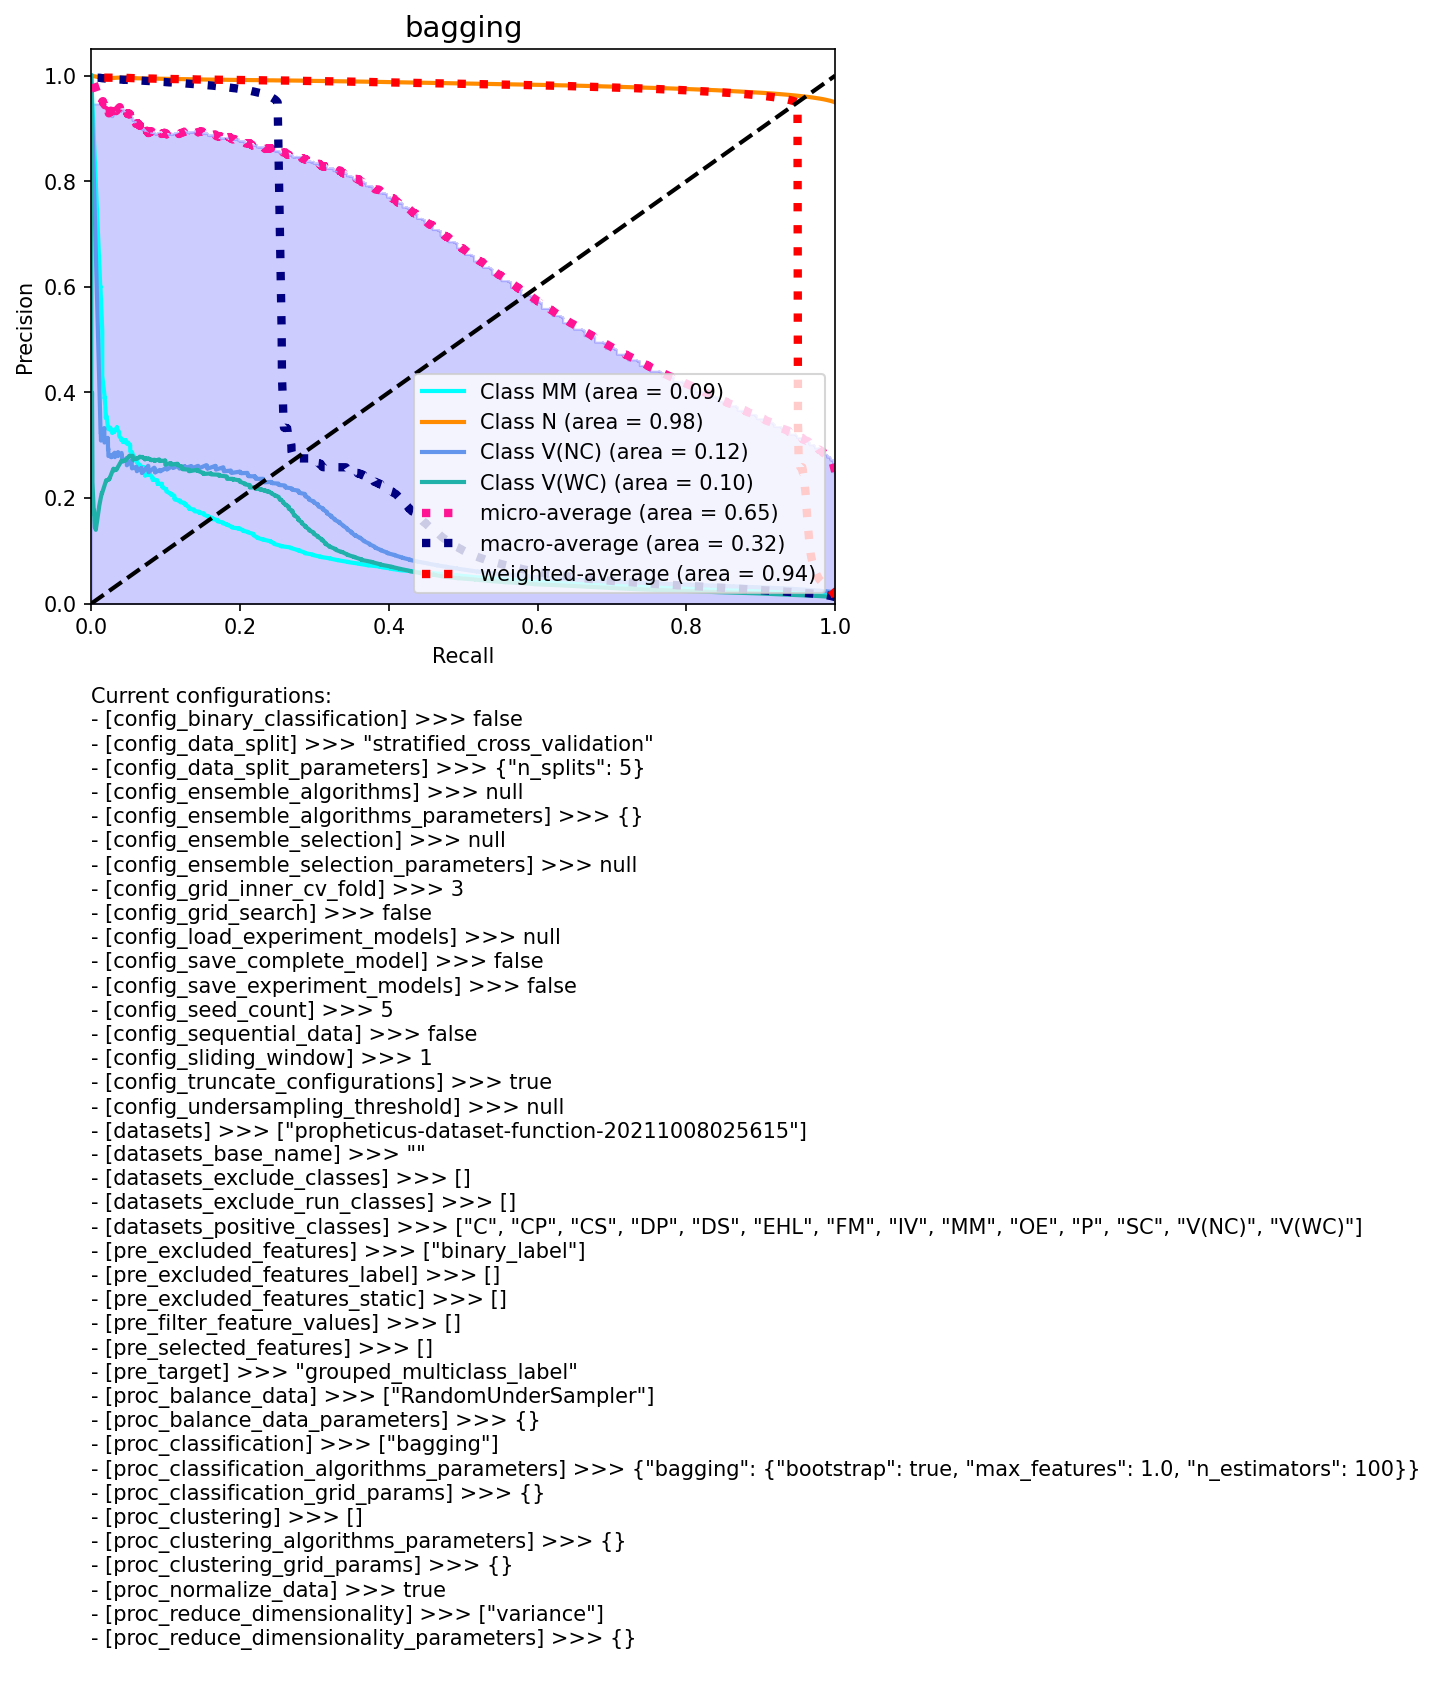 bagging
1.0
0.8
0.6
0.4
0.2
0.0
Precision
0.0 0.2 0.4 0.6 0.8 1.0
Recall
Class MM (area = 0.09)
Class N (area = 0.98)
Class V(NC) (area = 0.12)
Class V(WC) (area = 0.10)
micro-average (area = 0.65)
macro-average (area = 0.32)
weighted-average (area = 0.94)
Current configurations:
- [config_binary_classification] >>> false
- [config_data_split] >>> "stratified_cross_validation"
- [config_data_split_parameters] >>> {"n_splits": 5}
- [config_ensemble_algorithms] >>> null
- [config_ensemble_algorithms_parameters] >>> {}
- [config_ensemble_selection] >>> null
- [config_ensemble_selection_parameters] >>> null
- [config_grid_inner_cv_fold] >>> 3
- [config_grid_search] >>> false
- [config_load_experiment_models] >>> null
- [config_save_complete_model] >>> false
- [config_save_experiment_models] >>> false
- [config_seed_count] >>> 5
- [config_sequential_data] >>> false
- [config_sliding_window] >>> 1
- [config_truncate_configurations] >>> true
- [config_undersampling_threshold] >>> null
- [datasets] >>> ["propheticus-dataset-function-20211008025615"]
- [datasets_base_name] >>> ""
- [datasets_exclude_classes] >>> []
- [datasets_exclude_run_classes] >>> []
- [datasets_positive_classes] >>> ["C", "CP", "CS", "DP", "DS", "EHL", "FM", "IV", "MM", "OE", "P", "SC", "V(NC)", "V(WC)"]
- [pre_excluded_features] >>> ["binary_label"]
- [pre_excluded_features_label] >>> []
- [pre_excluded_features_static] >>> []
- [pre_filter_feature_values] >>> []
- [pre_selected_features] >>> []
- [pre_target] >>> "grouped_multiclass_label"
- [proc_balance_data] >>> ["RandomUnderSampler"]
- [proc_balance_data_parameters] >>> {}
- [proc_classification] >>> ["bagging"]
- [proc_classification_algorithms_parameters] >>> {"bagging": {"bootstrap": true, "max_features": 1.0, "n_estimators": 100}}
- [proc_classification_grid_params] >>> {}
- [proc_clustering] >>> []
- [proc_clustering_algorithms_parameters] >>> {}
- [proc_clustering_grid_params] >>> {}
- [proc_normalize_data] >>> true
- [proc_reduce_dimensionality] >>> ["variance"]
- [proc_reduce_dimensionality_parameters] >>> {}